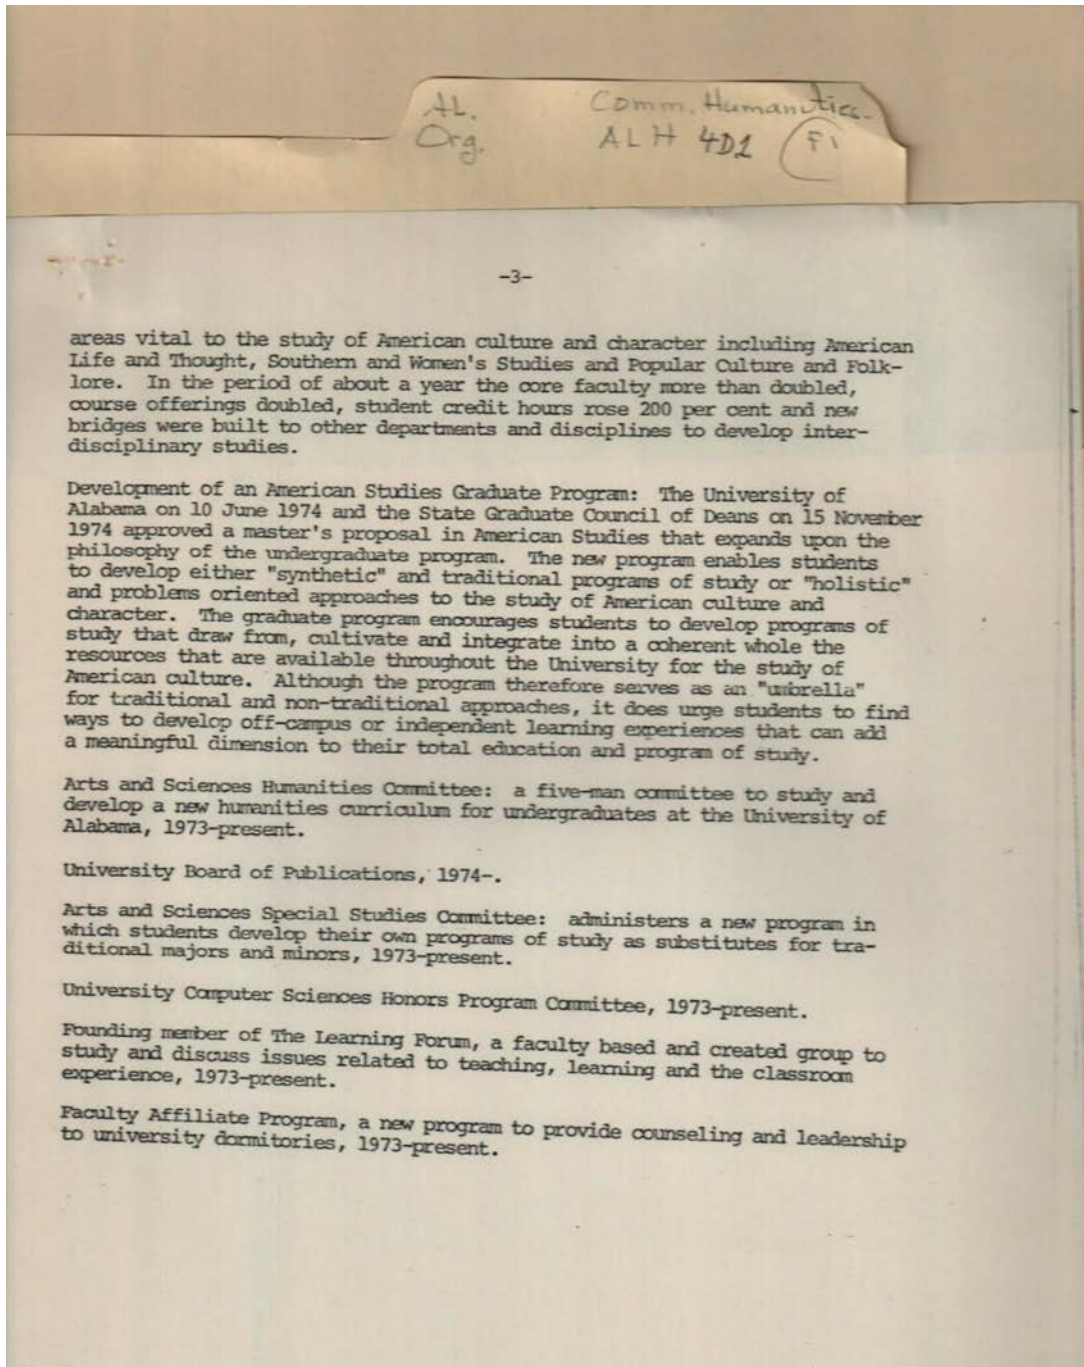 AL. Comm. Humanities.
Org. ALH 4D1 F1
-3-
areas vital to the study of American culture and character including American
Life and Thought, Southern and Women's Studies and Popular Culture and Folk-
lore. In the period of about a year the core faculty more than doubled,
course offerings doubled, student credit hours rose 200 per cent and new
bridges were built to other departments and disciplines to develop inter-
disciplinary studies.
Development of an American Studies Graduate Program: The University of
Alabama on 10 June 1974 and the State Graduate Council of Deans on 15 November
1974 approved a master's proposal in American Studies that expands upon the
philosophy of the undergraduate program. The new program enables students
to develop either "synthetic" and traditional programs of study or "holistic"
and problems oriented approaches to the study of American culture and
character. The graduate program encourages students to develop programs of
study that draw from, cultivate and integrate into a coherent whole the
resources that are available throughout the University for the study of
American culture. Although the program therefore serves as an "umbrella"
for traditional and non-traditional approaches, it does urge students to find
ways to develop off-campus or independent learning experiences that can add
a meaningful dimension to their total education and program of study.
Arts and Sciences Humanities Committee: a five-man committee to study and
develop a new humanities curriculum for undergraduates at the University of
Alabama, 1973-present.
University Board of Publications, 1974-.
Arts and Sciences Special Studies Committee: administers a new program in
which students develop their own programs of study as substitutes for tra-
ditional majors and minors, 1973-present.
University Computer Sciences Honors Program Committee, 1973-present.
Founding member of The Learning Forum, a faculty based and created group to
study and discuss issues related to teaching, learning and the classroom
experience, 1973-present.
Faculty Affiliate Program, a new program to provide counseling and leadership
to university dormitories, 1973-present.